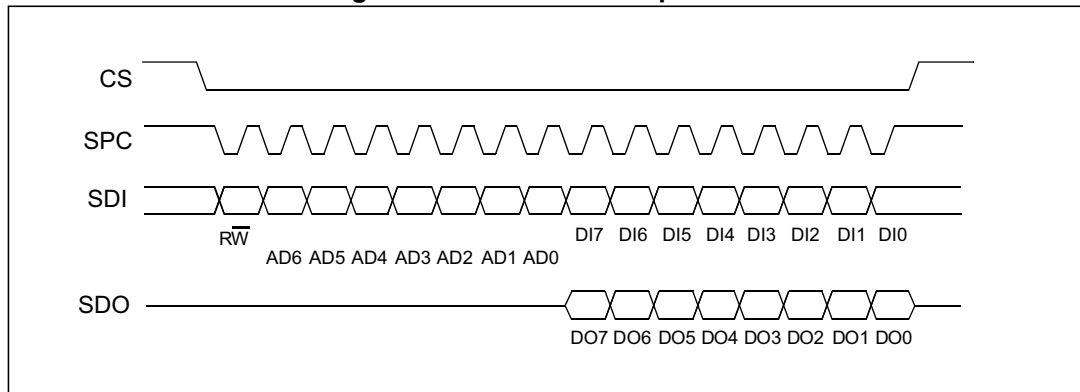 CS
SPC
SDI
RW
DI7 DI6 DI5 DI4 DI3 DI2 DI1 DI0
AD6 AD5 AD4 AD3 AD2 AD1 AD0
SDO
DO7 DO6 DO5 DO4 DO3 DO2 DO1 DO0